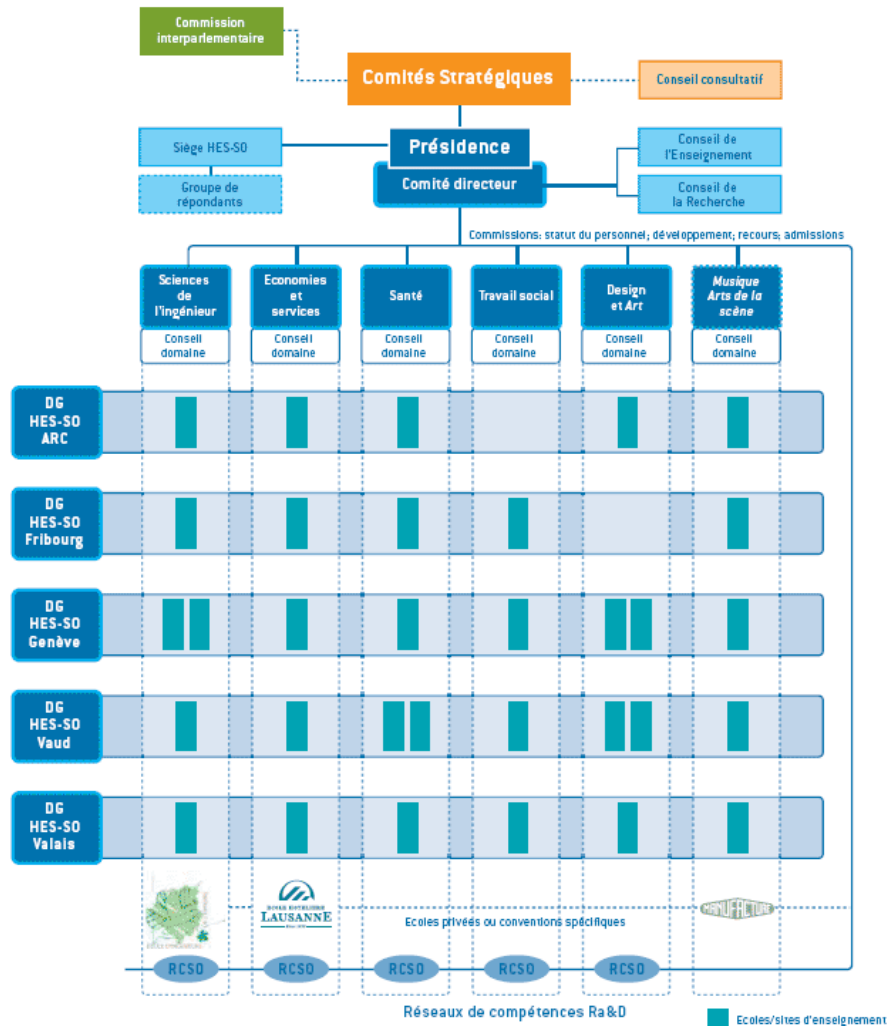 Commission
interparlementaire
Comités Stratégiques
Conseil consultatif
Siège HES-SO
Présidence
Conseil de
l'Enseignement
Groupe de
répondants
Comité directeur
Conseil de
la Recherche
Commissions: statut du personnel; développement; recours; admissions
Sciences
de
l'ingénieur
Economies
et
services
Santé
Travail social
Design
et Art
Musique
Arts de la
scène
Conseil
domaine
Conseil
domaine
Conseil
domaine
Conseil
domaine
Conseil
domaine
Conseil
domaine
DG
HES-SO
ARC
DG
HES-SO
Fribourg
DG
HES-SO
Genève
DG
HES-SO
Vaud
DG
HES-SO
Valais
LAUSANNE
Ecoles privées ou conventions spécifiques
MANUFACTURE
RCSO
RCSO
RCSO
RCSO
RCSO
Réseaux de compétences Ra&D
Ecoles/sites d'enseignement